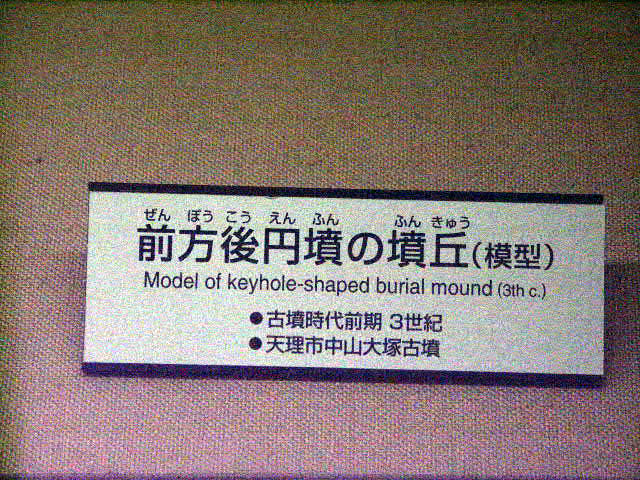 ぜん ぽう こう えん ふん ふん きゅう
前方後円墳の墳丘(模型)
Model of keyhole-shaped burial mound (3th c.)
●古墳時代前期 3世紀
●天理市中山大塚古墳